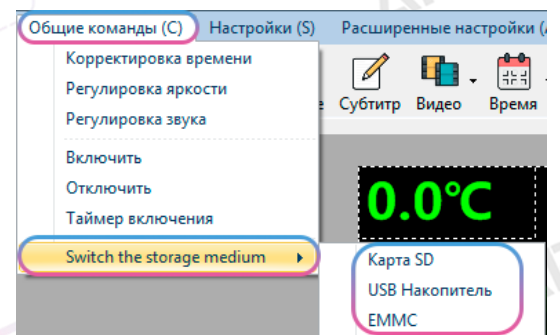 Общие команды (C) Настройки (S) Расширенные настройки (
Корректировка времени
Регулировка яркости
Регулировка звука
Субтитр Видео Время
Включить
Отключить
Таймер включения
0.0°C
Switch the storage medium
Карта SD
USB Накопитель
EMMC